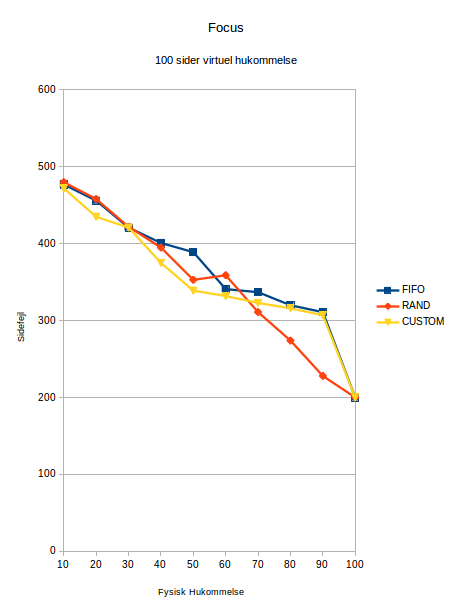 Focus
100 sider virtuel hukommelse
600
500
400
300
200
100
0
Sidefejl
10 20 30 40 50 60 70 80 90 100
Fysisk Hukommelse
FIFO
RAND
CUSTOM